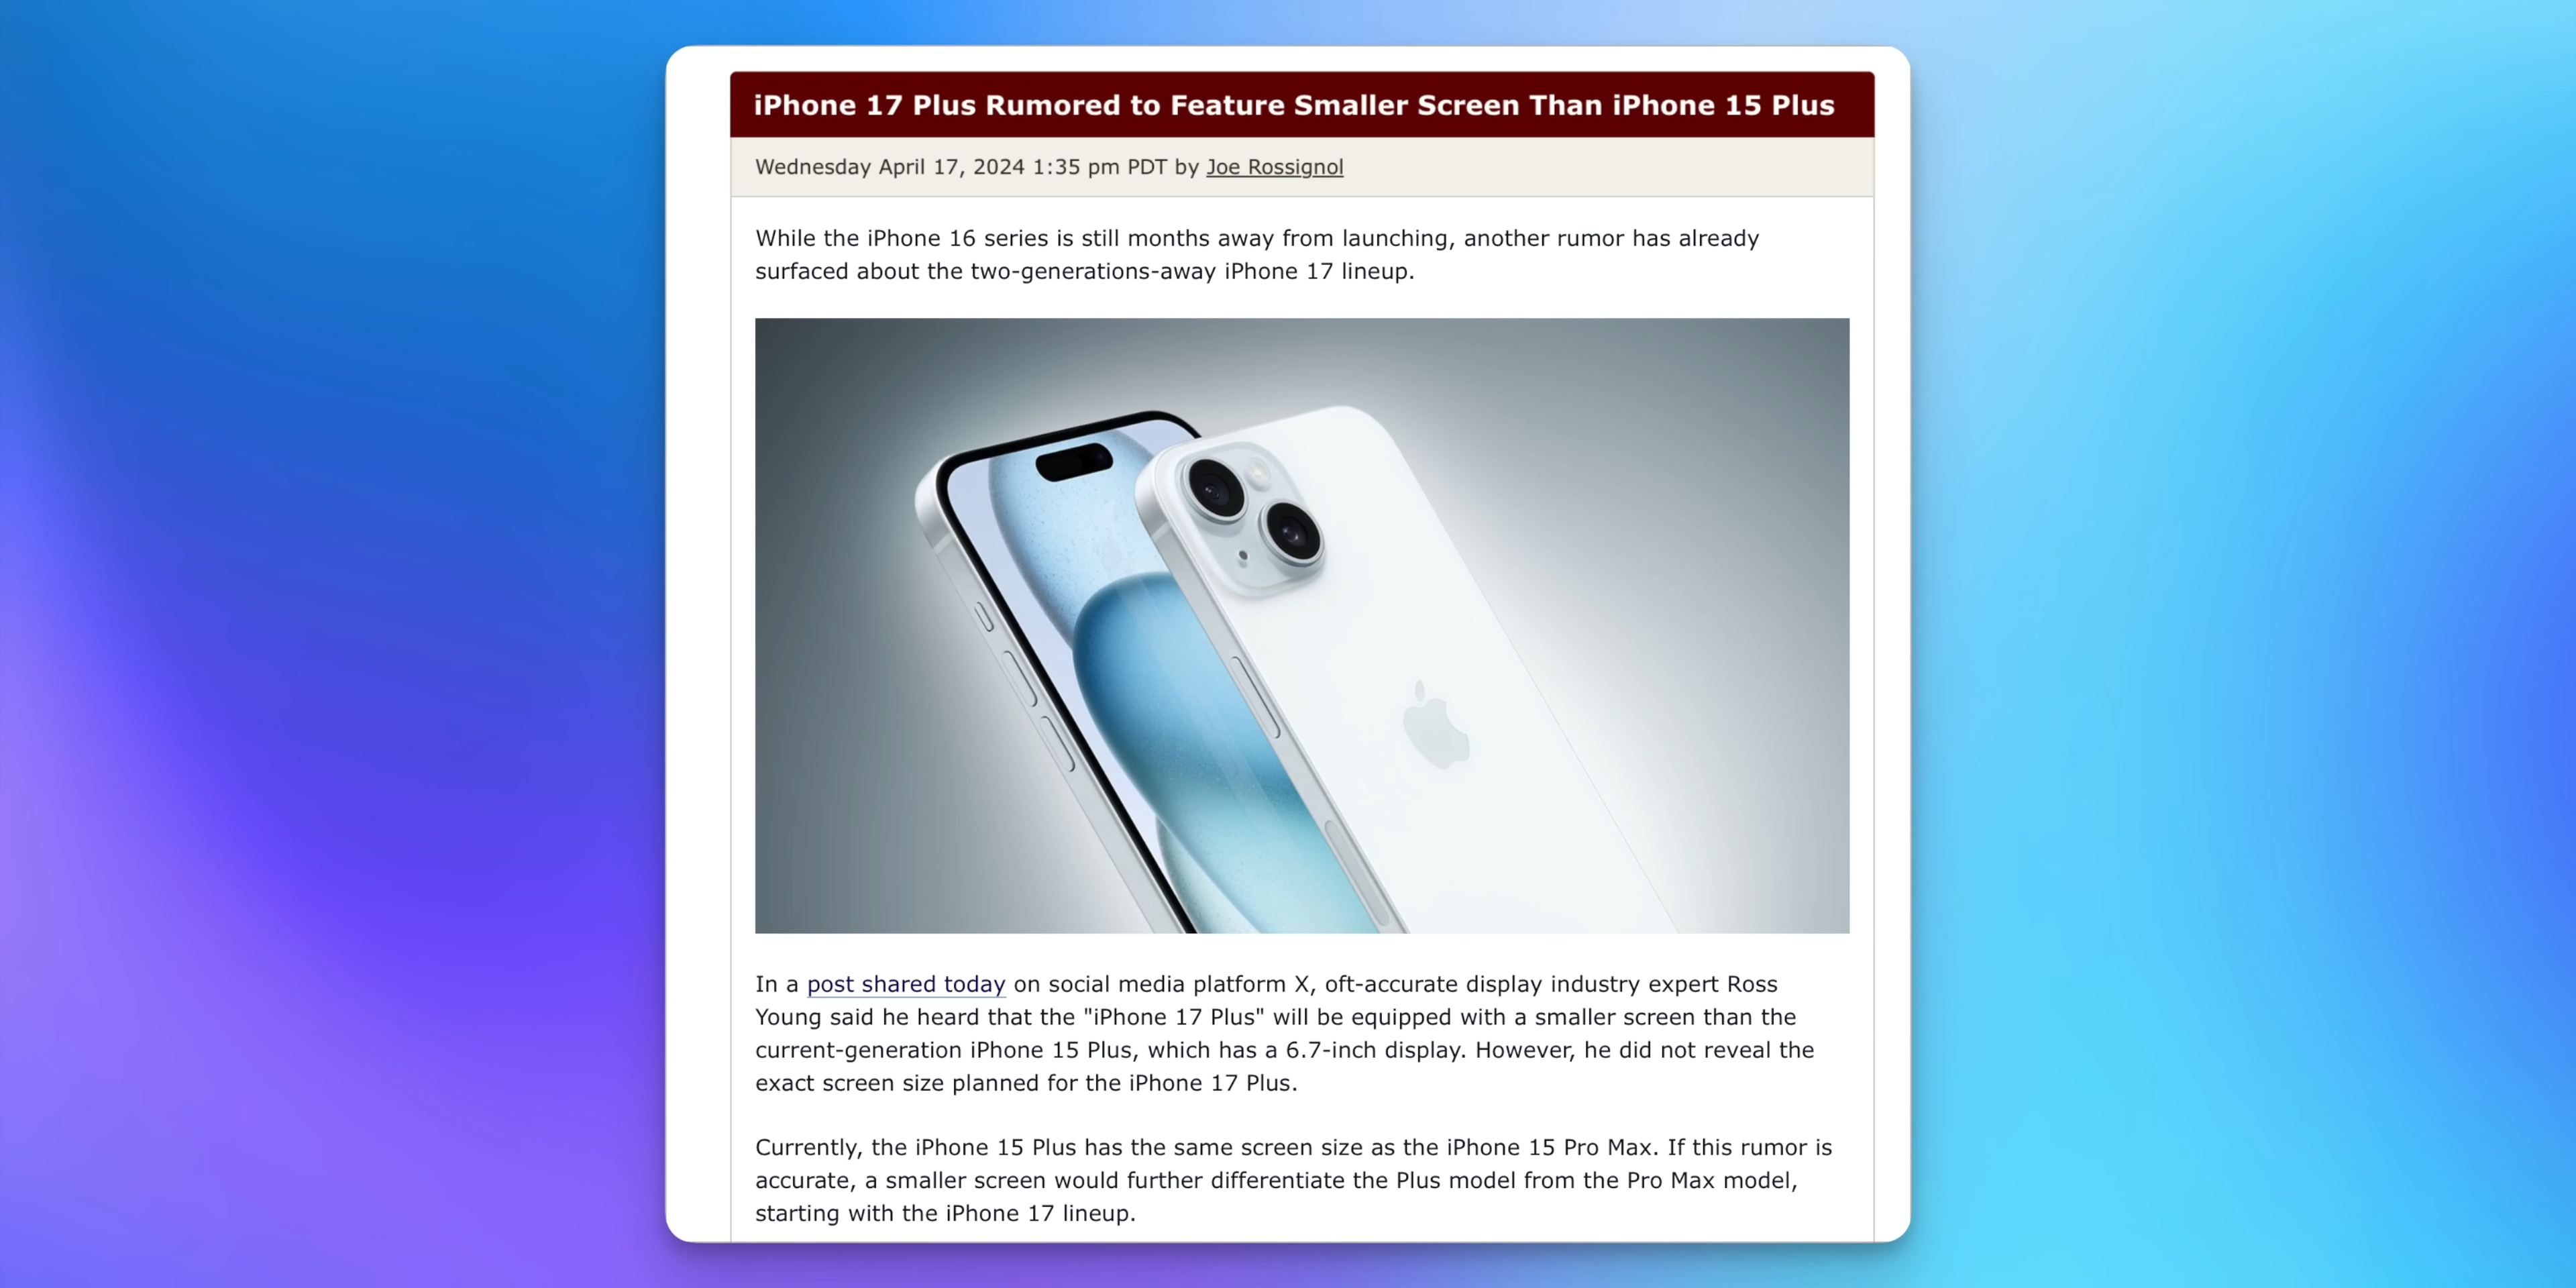 iPhone 17 Plus Rumored to Feature Smaller Screen Than iPhone 15 Plus
Wednesday April 17, 2024 1:35 pm PDT by Joe Rossignol
While the iPhone 16 series is still months away from launching, another rumor has already
surfaced about the two-generations-away iPhone 17 lineup.
In a post shared today on social media platform X, oft-accurate display industry expert Ross
Young said he heard that the "iPhone 17 Plus" will be equipped with a smaller screen than the
current-generation iPhone 15 Plus, which has a 6.7-inch display. However, he did not reveal the
exact screen size planned for the iPhone 17 Plus.
Currently, the iPhone 15 Plus has the same screen size as the iPhone 15 Pro Max. If this rumor is
accurate, a smaller screen would further differentiate the Plus model from the Pro Max model,
starting with the iPhone 17 lineup.